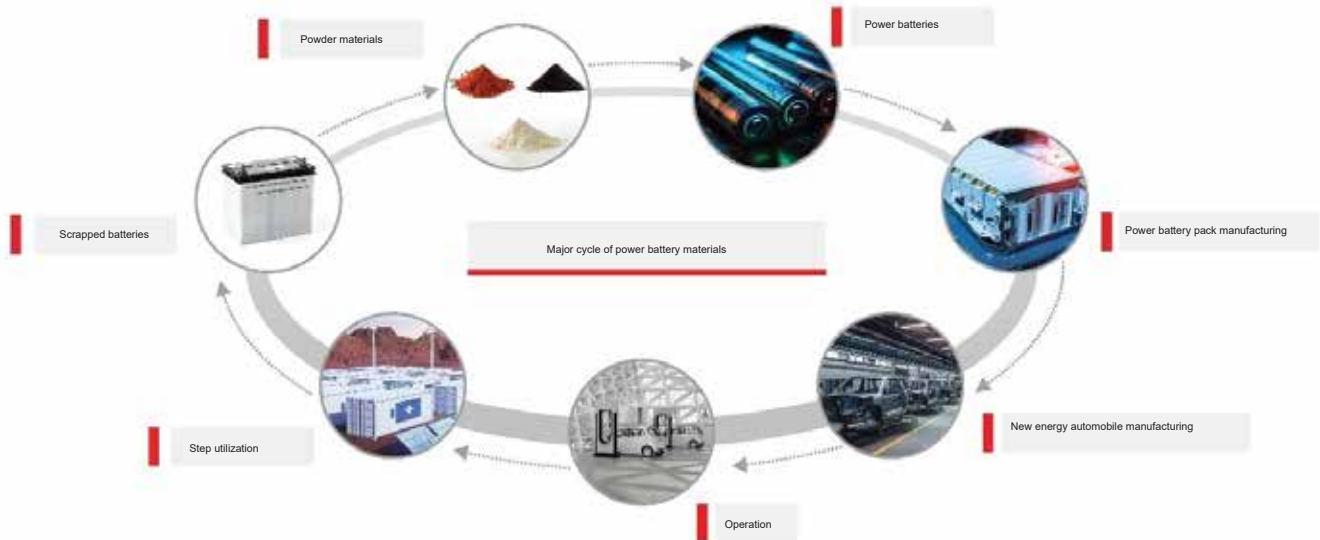 Powder materials
Power batteries
Scrapped batteries
Major cycle of power battery materials
Power battery pack manufacturing
Step utilization
New energy automobile manufacturing
Operation